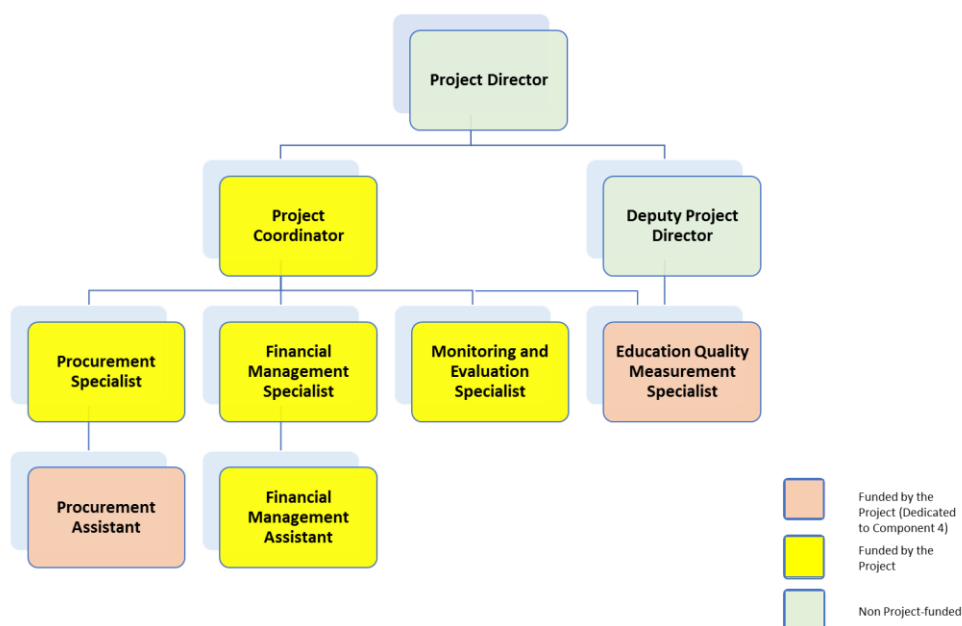 Project Director
Project
Coordinator
Deputy Project
Director
Procurement
Specialist
Financial
Management
Specialist
Monitoring and
Evaluation
Specialist
Education Quality
Measurement
Specialist
Procurement
Assistant
Financial
Management
Assistant
Funded by the
Project (Dedicated
to Component 4)
Funded by the
Project
Non Project-funded